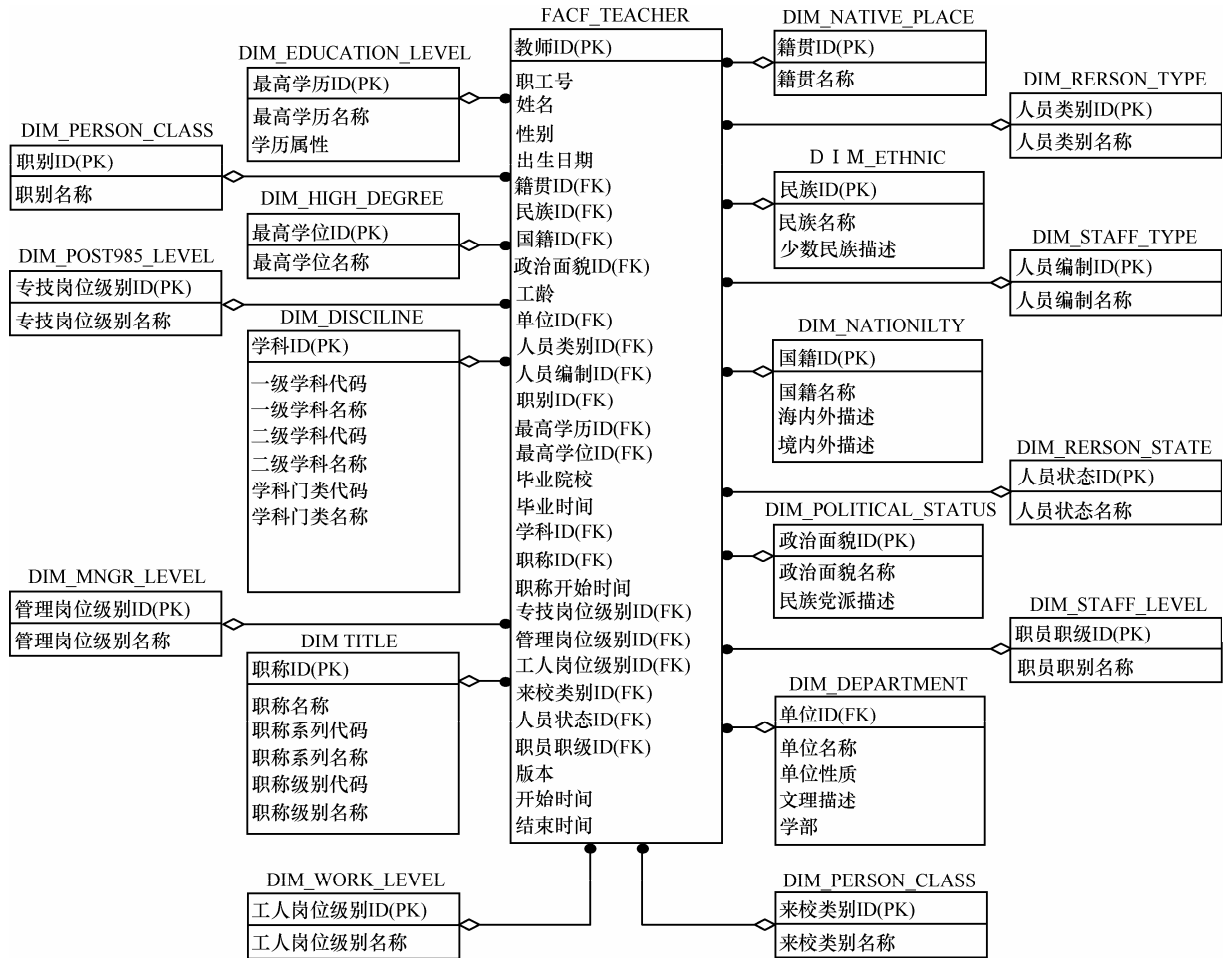 FACF_TEACHER
教师ID(PK)
职工号
姓名
性别
出生日期
籍贯ID(FK)
民族ID(FK)
国籍ID(FK)
政治面貌ID(FK)
工龄
单位ID(FK)
人员类别ID(FK)
人员编制ID(FK)
职别ID(FK)
最高学历ID(FK)
最高学位ID(FK)
毕业院校
毕业时间
学科ID(FK)
职称ID(FK)
职称开始时间
专技岗位级别ID(FK)
管理岗位级别ID(FK)
工人岗位级别ID(FK)
来校类别ID(FK)
人员状态ID(FK)
职员职级ID(FK)
版本
开始时间
结束时间
DIM_EDUCATION_LEVEL
最高学历ID(PK)
最高学历名称
学历属性
DIM_PERSON_CLASS
职别ID(PK)
职别名称
DIM_HIGH_DEGREE
最高学位ID(PK)
最高学位名称
DIM_POST985_LEVEL
专技岗位级别ID(PK)
专技岗位级别名称
DIM_DISCILINE
学科ID(PK)
一级学科代码
一级学科名称
二级学科代码
二级学科名称
学科门类代码
学科门类名称
DIM_MNGR_LEVEL
管理岗位级别ID(PK)
管理岗位级别名称
DIM TITLE
职称ID(PK)
职称名称
职称系列代码
职称系列名称
职称级别代码
职称级别名称
DIM_WORK_LEVEL
工人岗位级别ID(PK)
工人岗位级别名称
DIM_NATIVE_PLACE
籍贯ID(PK)
籍贯名称
DIM_RERSON_TYPE
人员类别ID(PK)
人员类别名称
ＤＩＭ_ETHNIC
民族ID(PK)
民族名称
少数民族描述
DIM_STAFF_TYPE
人员编制ID(PK)
人员编制名称
DIM_NATIONILTY
国籍ID(PK)
国籍名称
海内外描述
境内外描述
DIM_RERSON_STATE
人员状态ID(PK)
人员状态名称
DIM_POLITICAL_STATUS
政治面貌ID(PK)
政治面貌名称
民族党派描述
DIM_STAFF_LEVEL
职员职级ID(PK)
职员职别名称
DIM_DEPARTMENT
单位ID(FK)
单位名称
单位性质
文理描述
学部
DIM_PERSON_CLASS
来校类别ID(PK)
来校类别名称